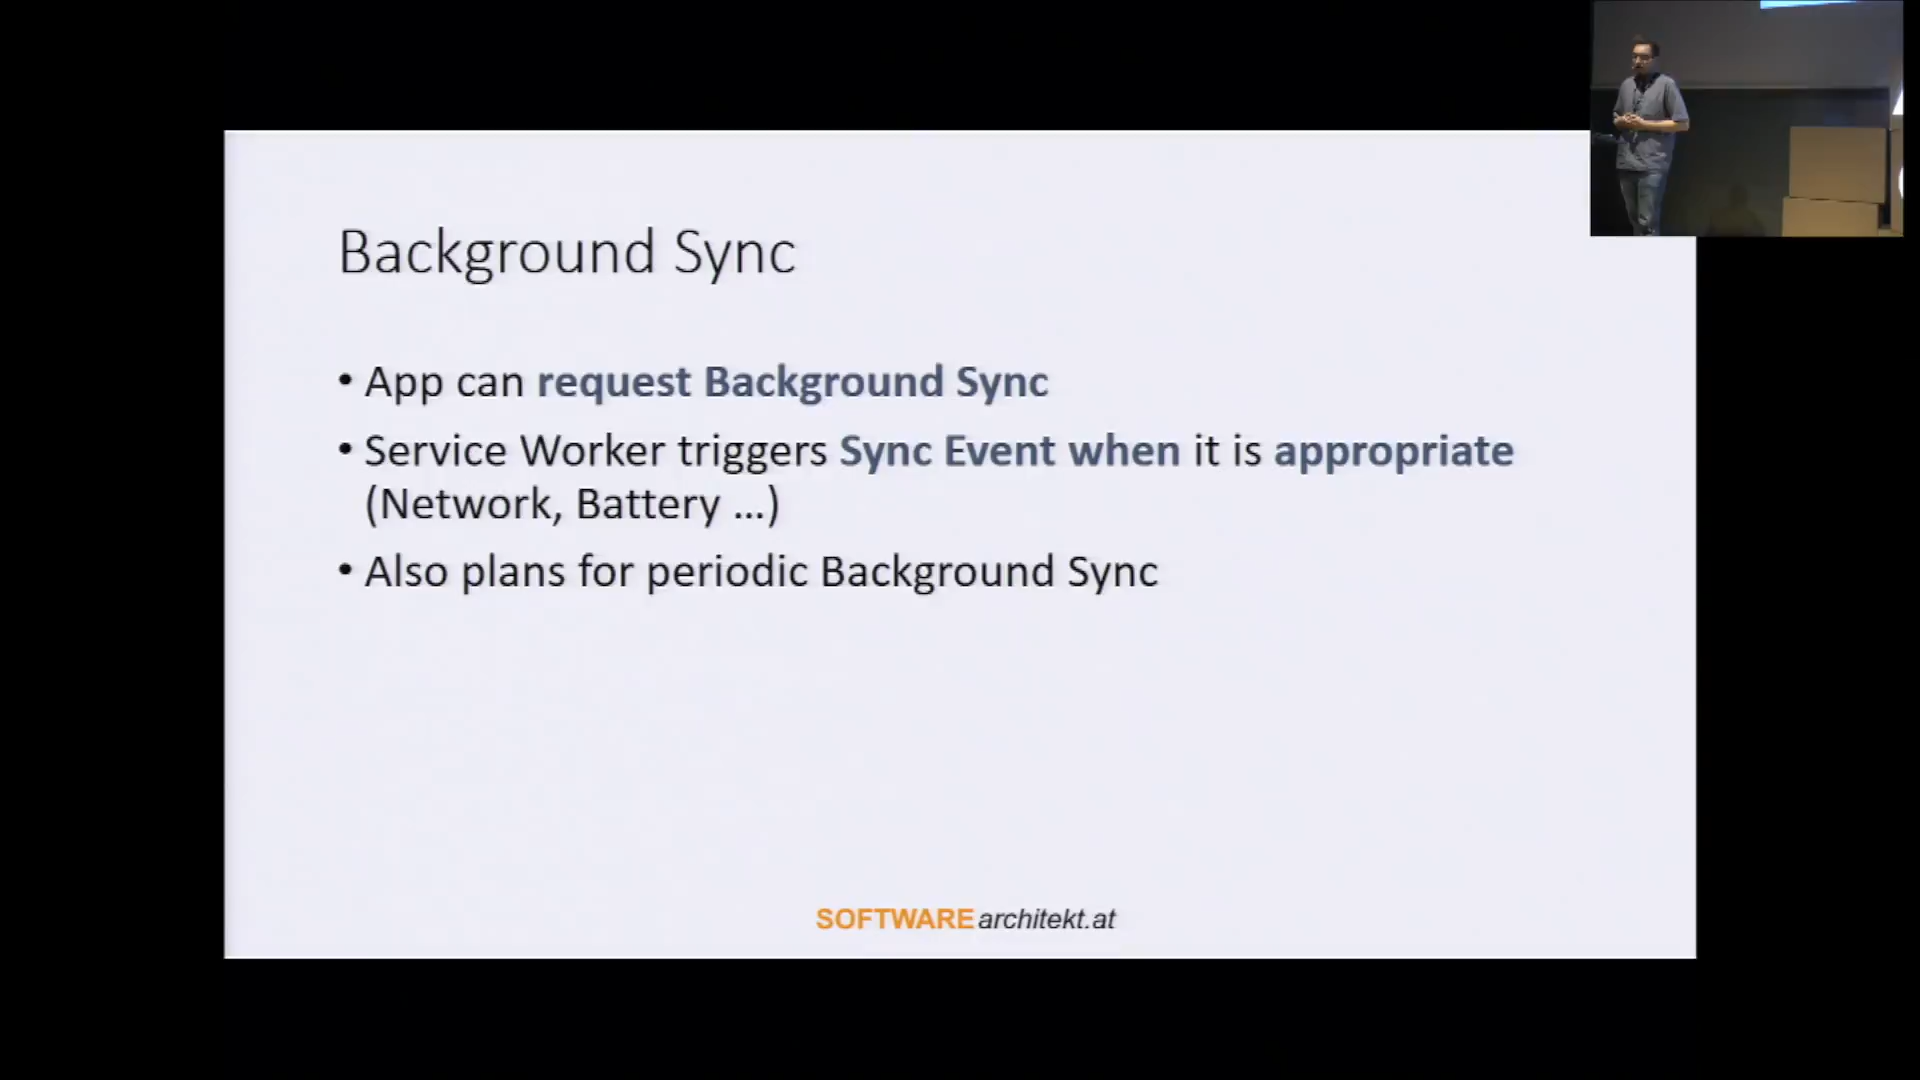 Background Sync
• App can request Background Sync
• Service Worker triggers Sync Event when it is appropriate
(Network, Battery ...)
• Also plans for periodic Background Sync
SOFTWAREarchitekt.at